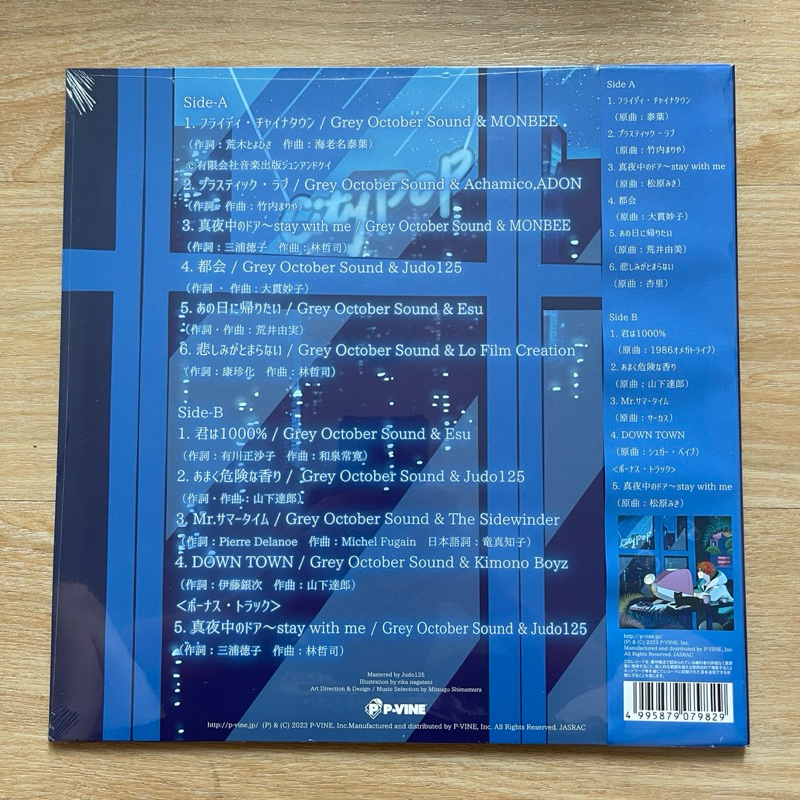 Side-A
1. フライディ・チャイナタウン / Grey October Sound & MONBEE
（作詞：荒木とよひさ　作曲：海老名泰葉）
©有限会社音楽出版ジュンアンドケイ
2. プラスティック・ラブ / Grey October Sound & Achamico,ADON
（作詞・作曲：竹内まりや）
3. 真夜中のドア～stay with me / Grey October Sound & MONBEE
（作詞：三浦徳子　作曲：林哲司）
4. 都会 / Grey October Sound & Judo125
（作詞・作曲：大貫妙子）
5. あの日に帰りたい / Grey October Sound & Esu
（作詞・作曲：荒井由実）
6. 悲しみがとまらない / Grey October Sound & Lo Film Creation
（作詞：康珍化　作曲：林哲司）
Side-B
1. 君は1000% / Grey October Sound & Esu
（作詞：有川正沙子　作曲：和泉常寛）
2. あまく危険な香り / Grey October Sound & Judo125
（作詞・作曲：山下達郎）
3. Mr.サマータイム / Grey October Sound & The Sidewinder
（作詞：Pierre Delanoe　作曲：Michel Fugain　日本語詞：竜真知子）
4. DOWN TOWN / Grey October Sound & Kimono Boyz
（作詞：伊藤銀次　作曲：山下達郎）
＜ボーナス・トラック＞
5. 真夜中のドア～stay with me / Grey October Sound & Judo125
（作詞：三浦徳子　作曲：林哲司）
Mastered by Judo125
Illustration by rika nagatani
Art Direction & Design / Music Selection by Mitsugu Shimamura
P-VINE
http://p-vine.jp/ (P) & (C) 2023 P-VINE, Inc.Manufactured and distributed by P-VINE, Inc. All Rights Reserved. JASRAC
citypop
Side A
1. フライディ・チャイナタウン
（原曲：泰葉）
2. プラスティック・ラブ
（原曲：竹内まりや）
3. 真夜中のドア～stay with me
（原曲：松原みき）
4. 都会
（原曲：大貫妙子）
5. あの日に帰りたい
（原曲：荒井由美）
6. 悲しみがとまらない
（原曲：杏里）
Side B
1. 君は1000%
（原曲：1986オメガトライブ）
2. あまく危険な香り
（原曲：山下達郎）
3. Mr.サマータイム
（原曲：サーカス）
4. DOWN TOWN
（原曲：シュガー・ベイブ）
＜ボーナス・トラック＞
5. 真夜中のドア～stay with me
（原曲：松原みき）
citypop
http://p-vine.jp/
(P) & (C) 2023 P-VINE, Inc.
Manufactured and distributed by P-VINE, Inc.
All Rights Reserved. JASRAC
4 995879 079829